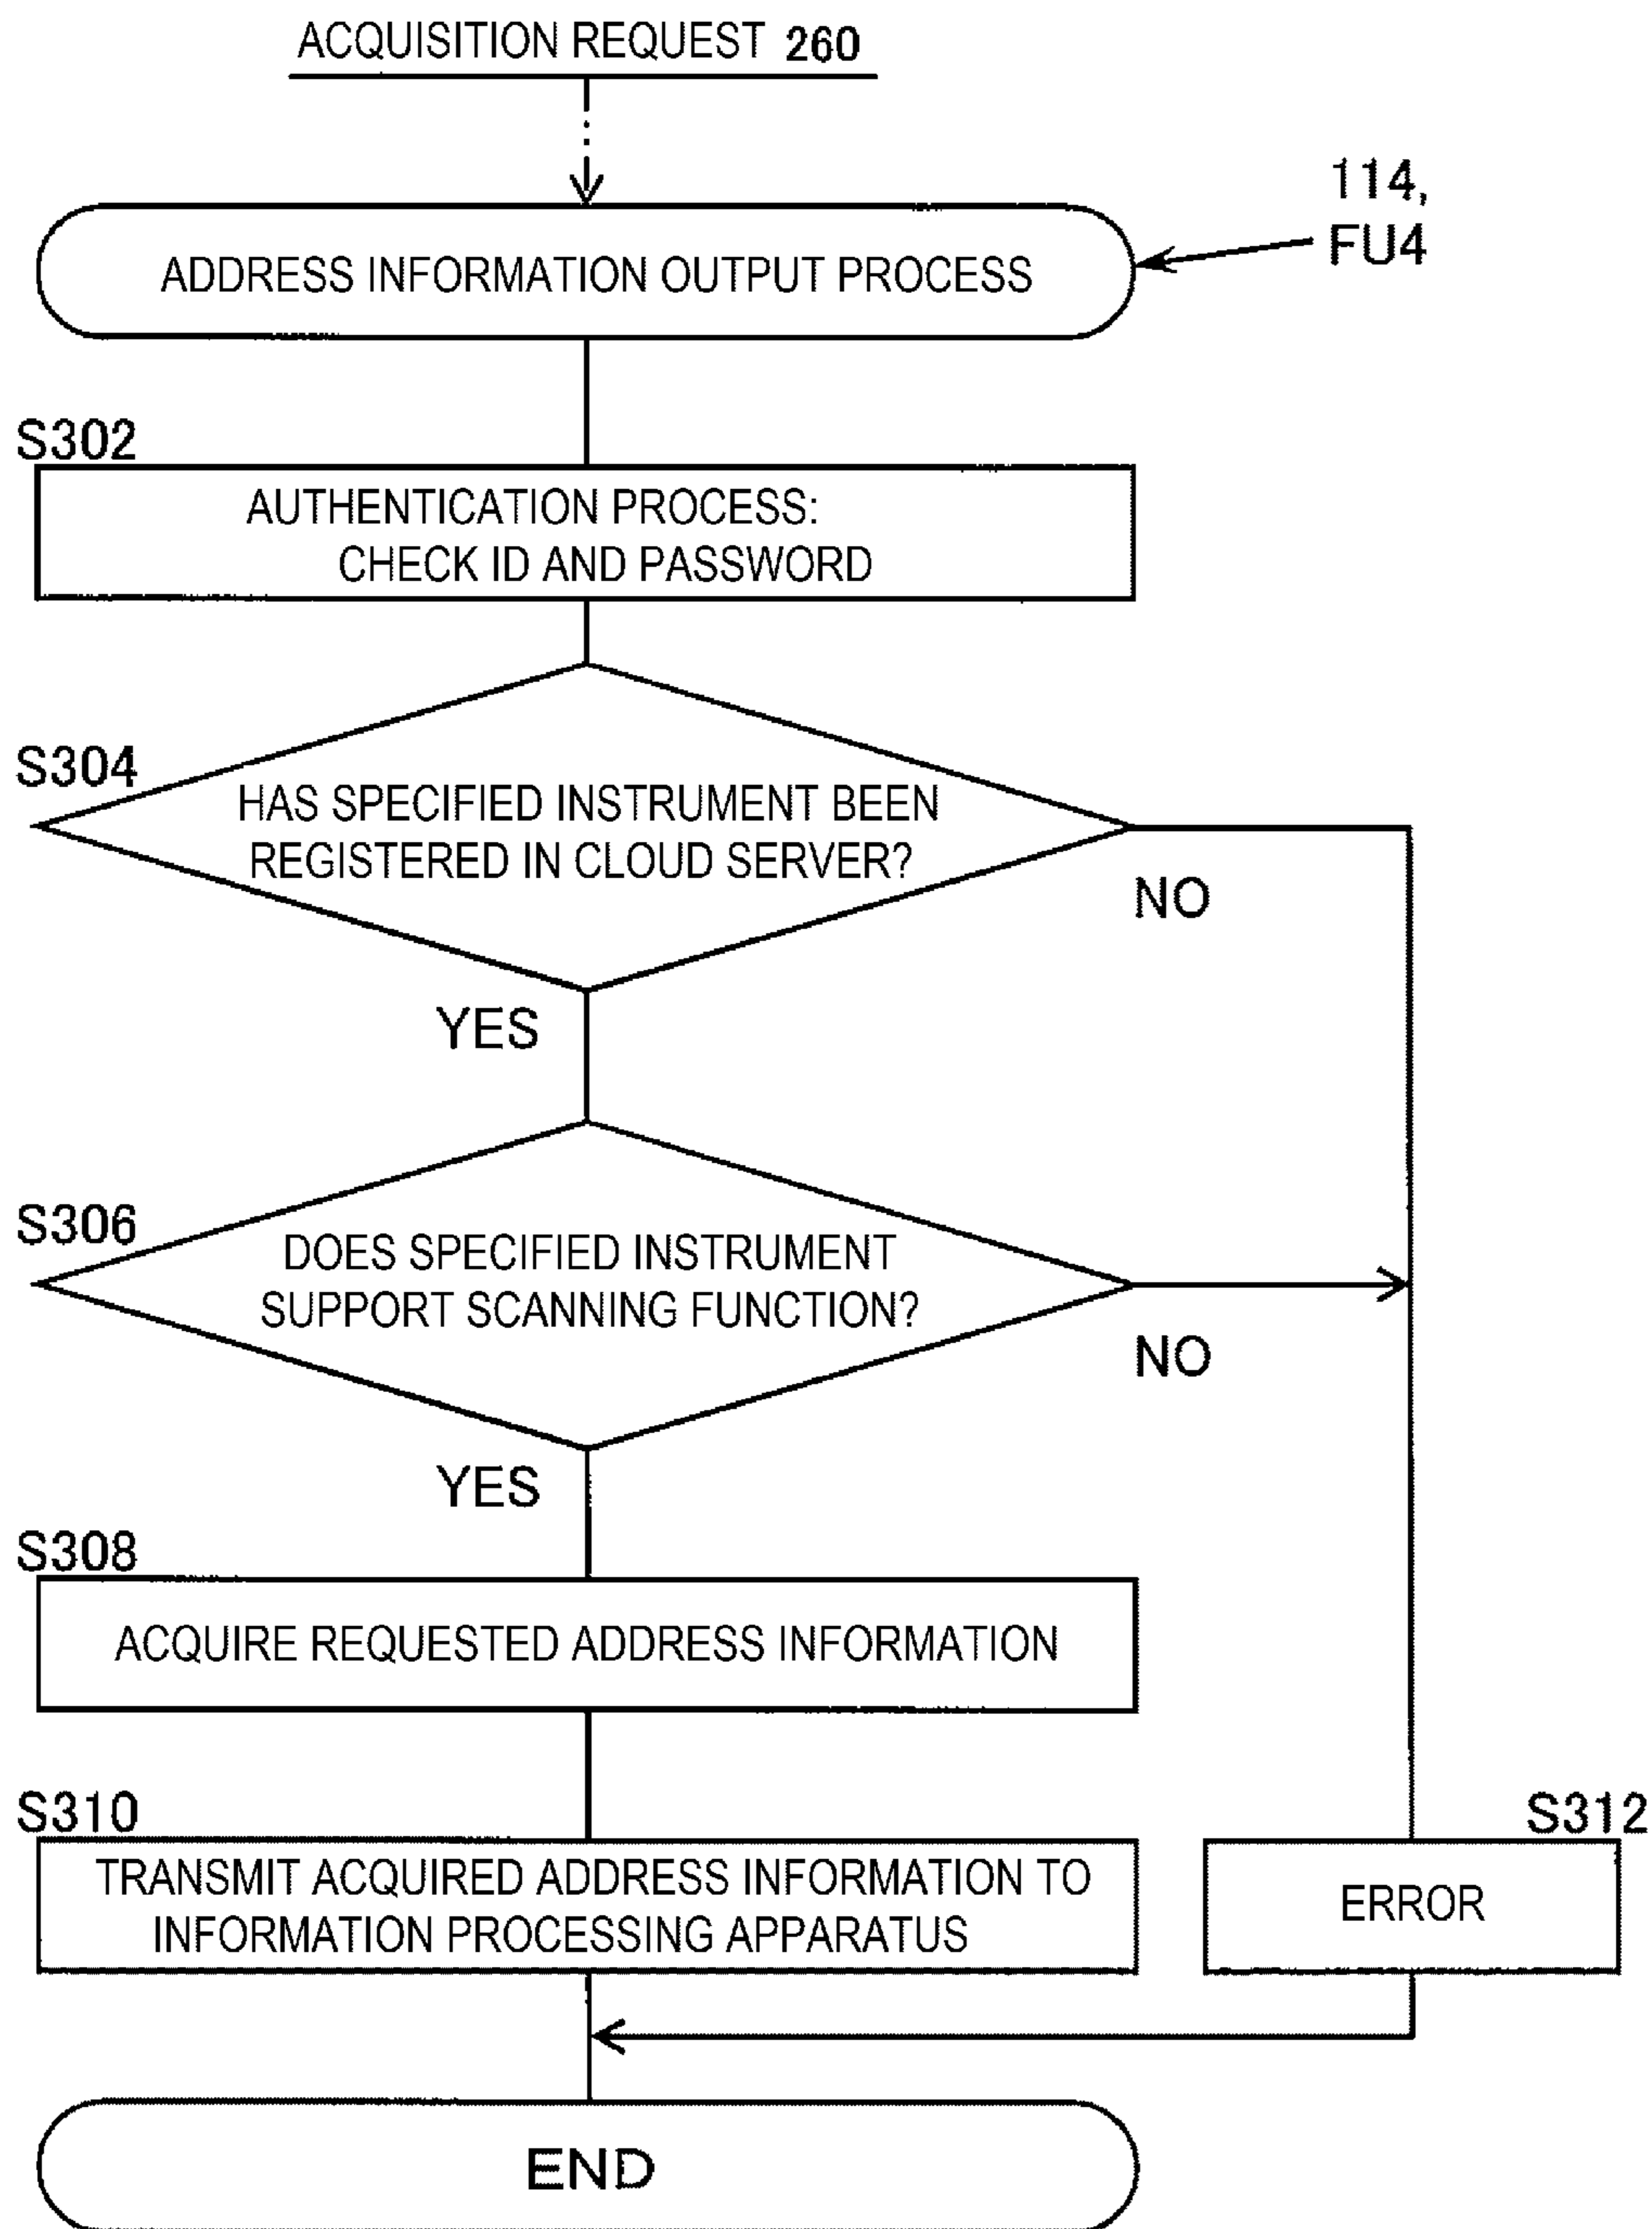 ACQUISITION REQUEST 260
114,
FU4
ADDRESS INFORMATION OUTPUT PROCESS
S302
AUTHENTICATION PROCESS:
CHECK ID AND PASSWORD
S304
HAS SPECIFIED INSTRUMENT BEEN
REGISTERED IN CLOUD SERVER?
NO
YES
S306
DOES SPECIFIED INSTRUMENT
SUPPORT SCANNING FUNCTION?
NO
YES
S308
ACQUIRE REQUESTED ADDRESS INFORMATION
S310
TRANSMIT ACQUIRED ADDRESS INFORMATION TO
INFORMATION PROCESSING APPARATUS
S312
ERROR
END